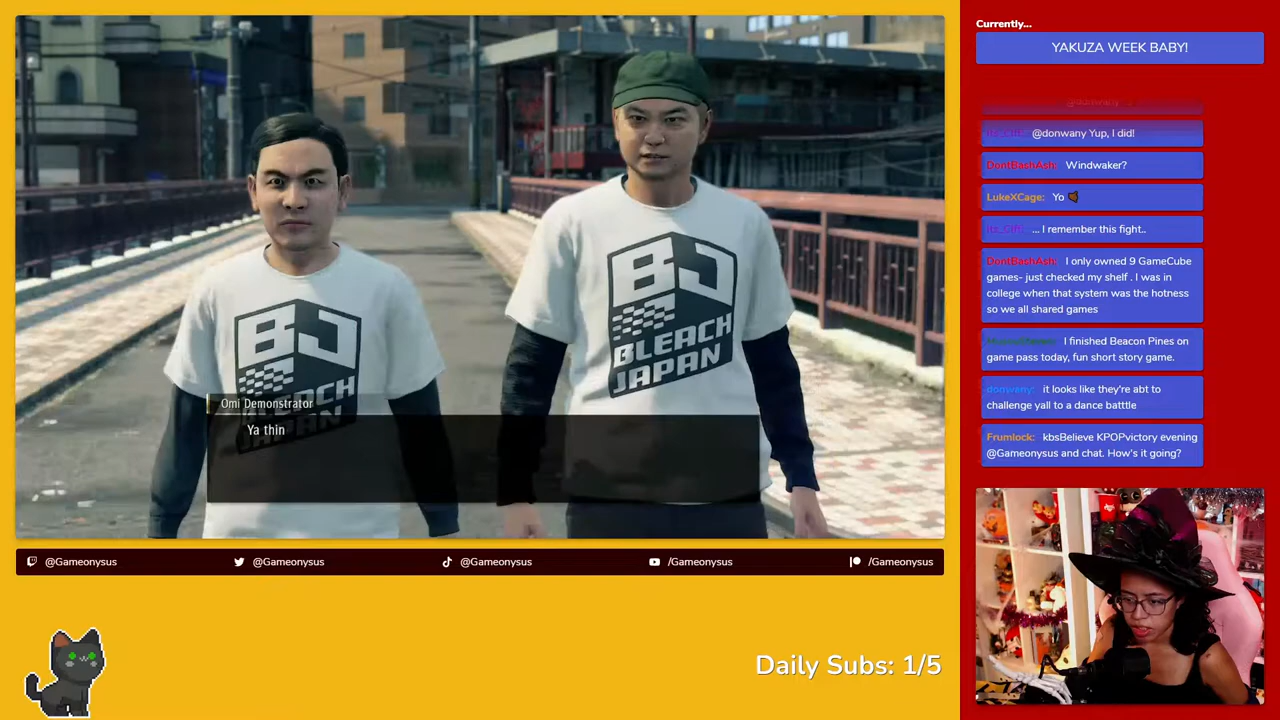 Currently...
YAKUZA WEEK BABY!
@donwany Yup, I did!
DontBashAsh: Windwaker?
LukeXCage: Yo
... I remember this fight..
DontBashAsh: I only owned 9 GameCube
games- just checked my shelf . I was in
college when that system was the hotness
so we all shared games
I finished Beacon Pines on
game pass today, fun short story game.
donwany: it looks like they're abt to
challenge yall to a dance batttle
Frumlock: kbsBelieve KPOPvictory evening
@Gameonysus and chat. How's it going?
BJ
BLEACH
JAPAN
BJ
BLEACH
JAPAN
Omi Demonstrator
Ya thin
@Gameonysus
@Gameonysus
@Gameonysus
/Gameonysus
/Gameonysus
Daily Subs: 1/5